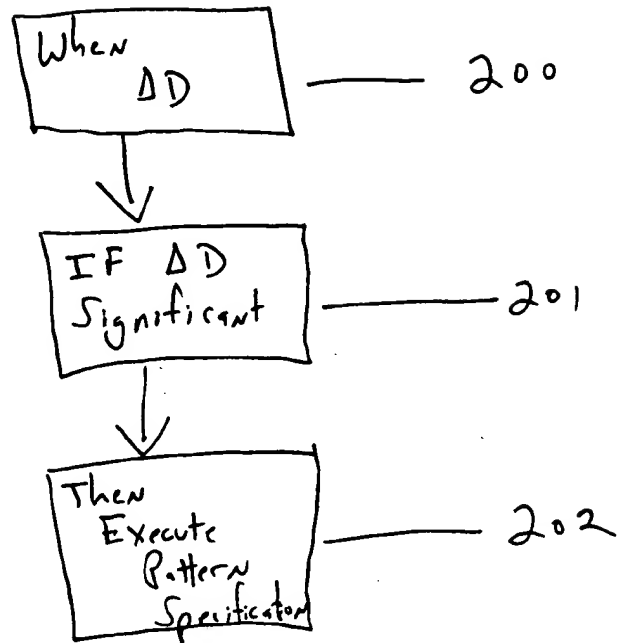 When
ΔD
200
IF ΔD
Significant
201
Then
Execute
Pattern
Specification
202